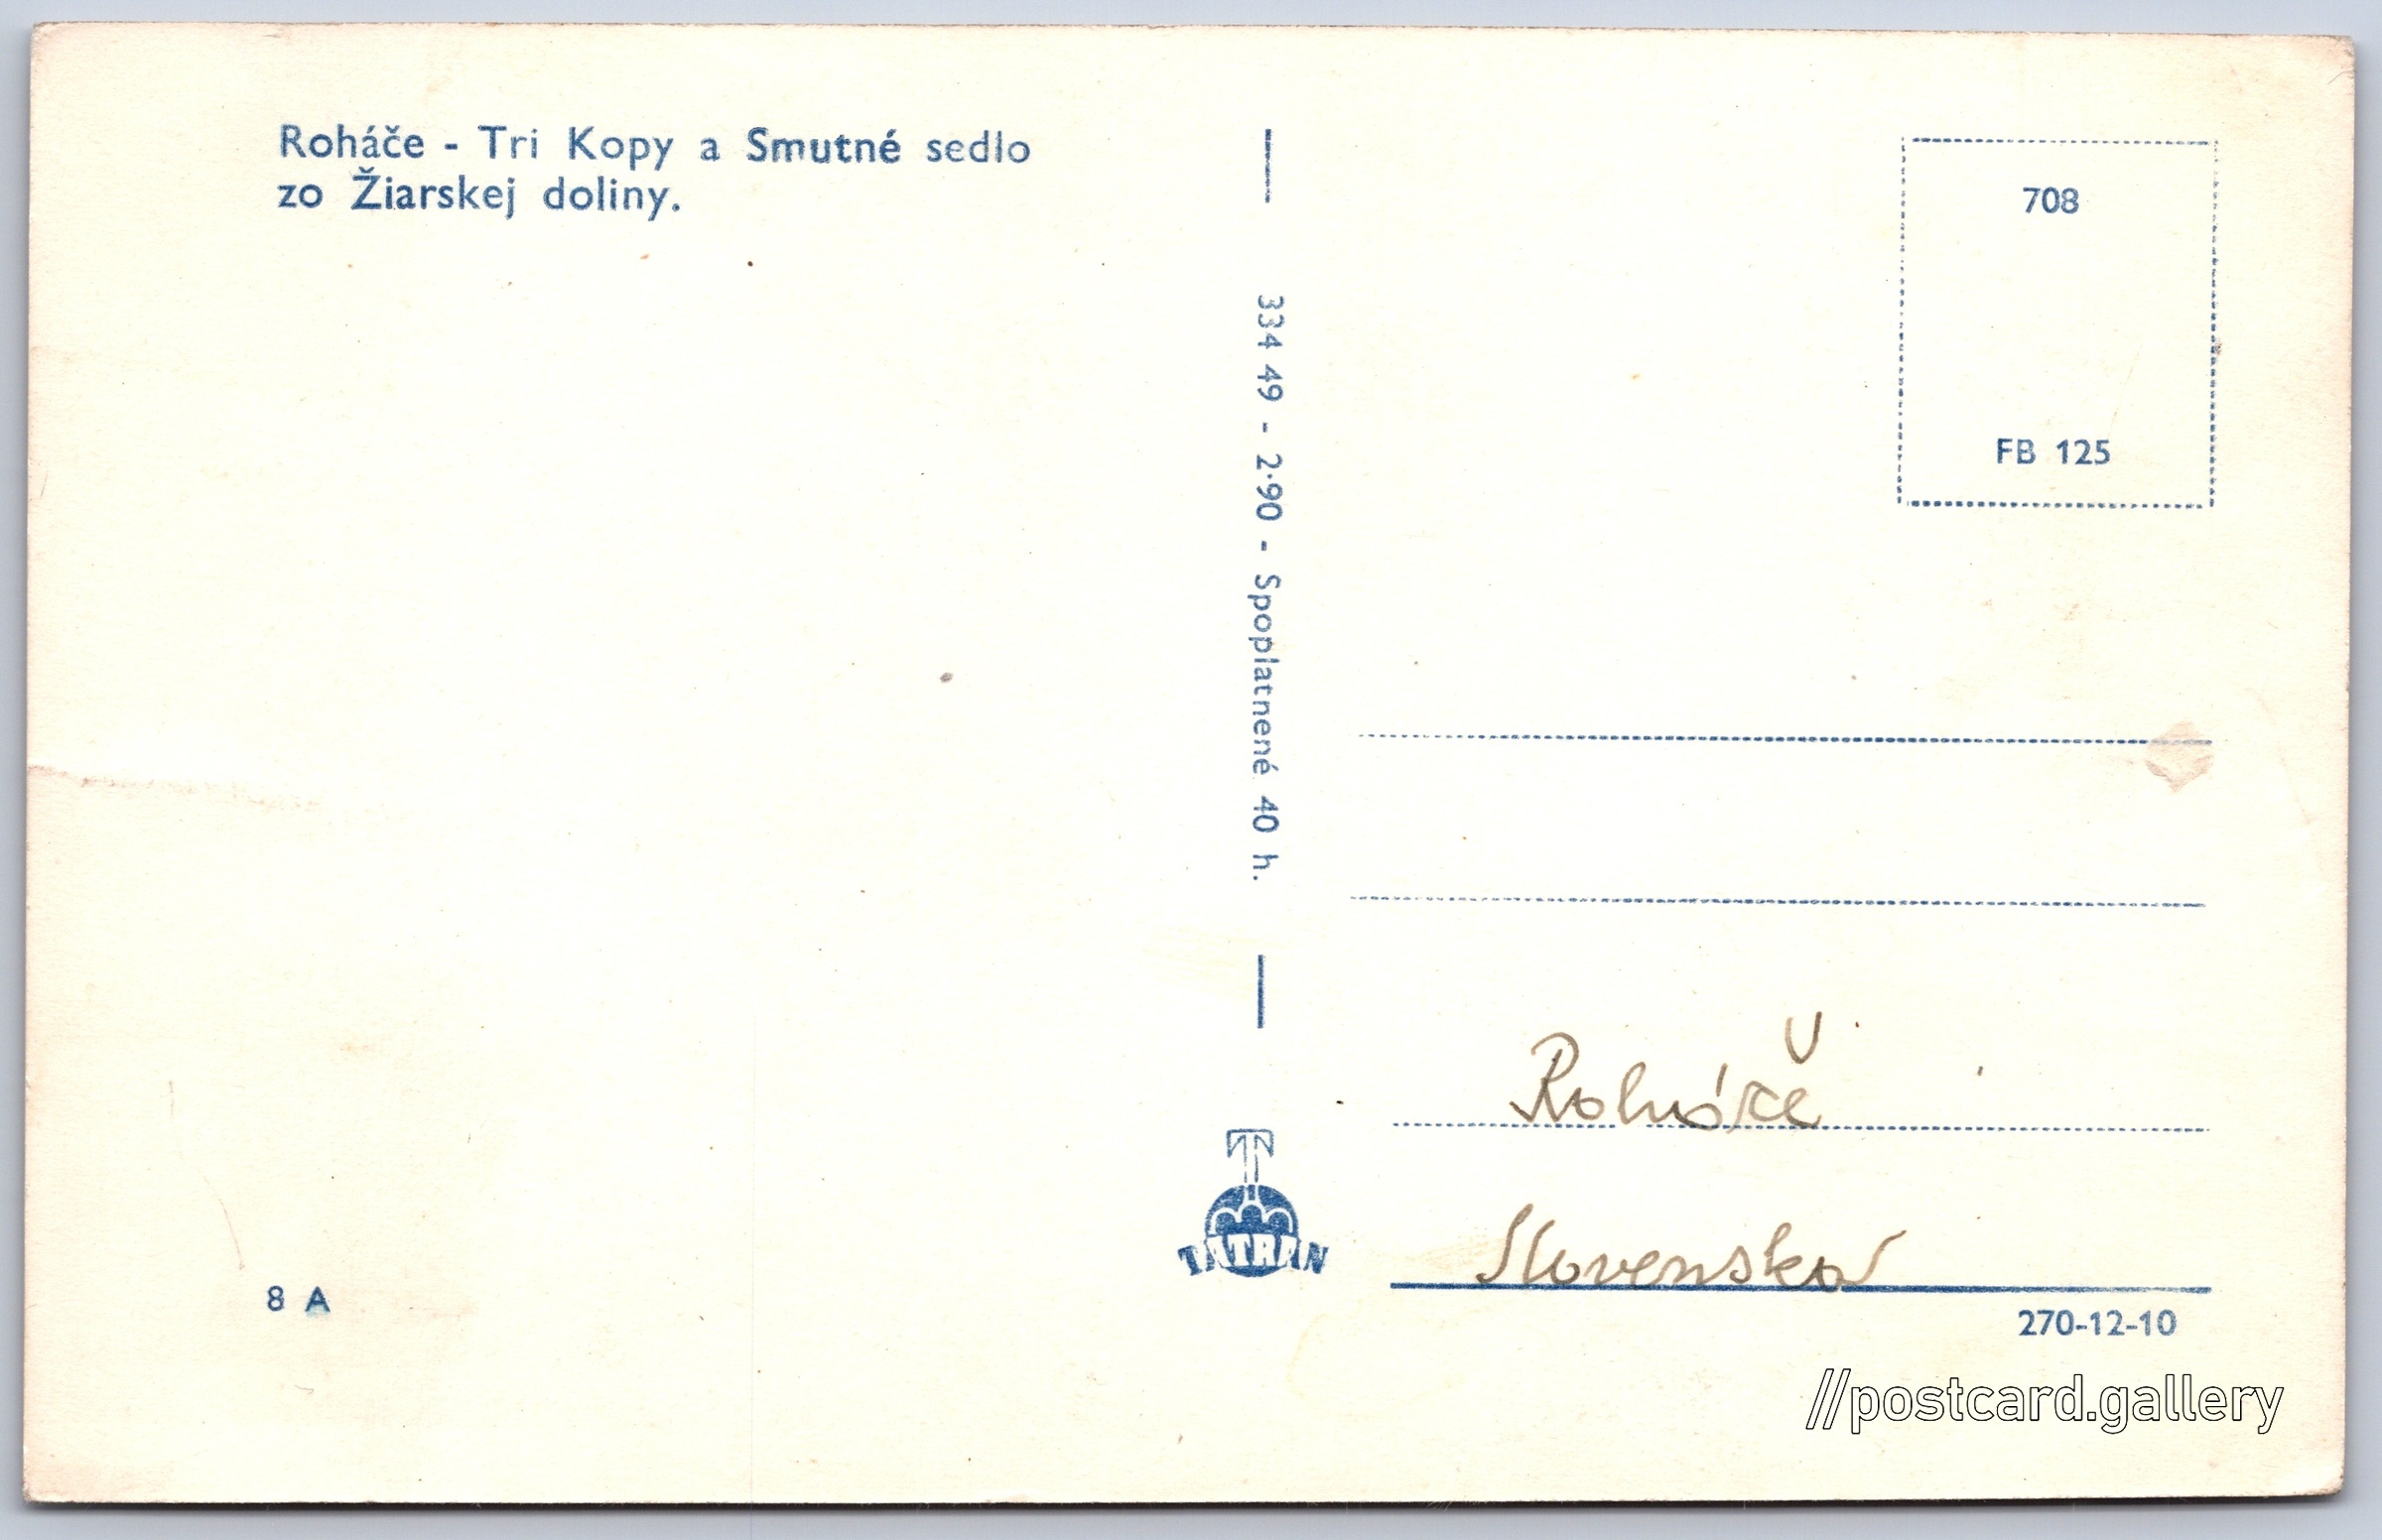 Roháče - Tri Kopy a Smutné sedlo
zo Žiarskej doliny.
8 A
334 49 - 2·90 - Spoplatnené 40 h.
TATRAN
708
FB 125
Roháče
Slovensko
270-12-10
//postcard.gallery